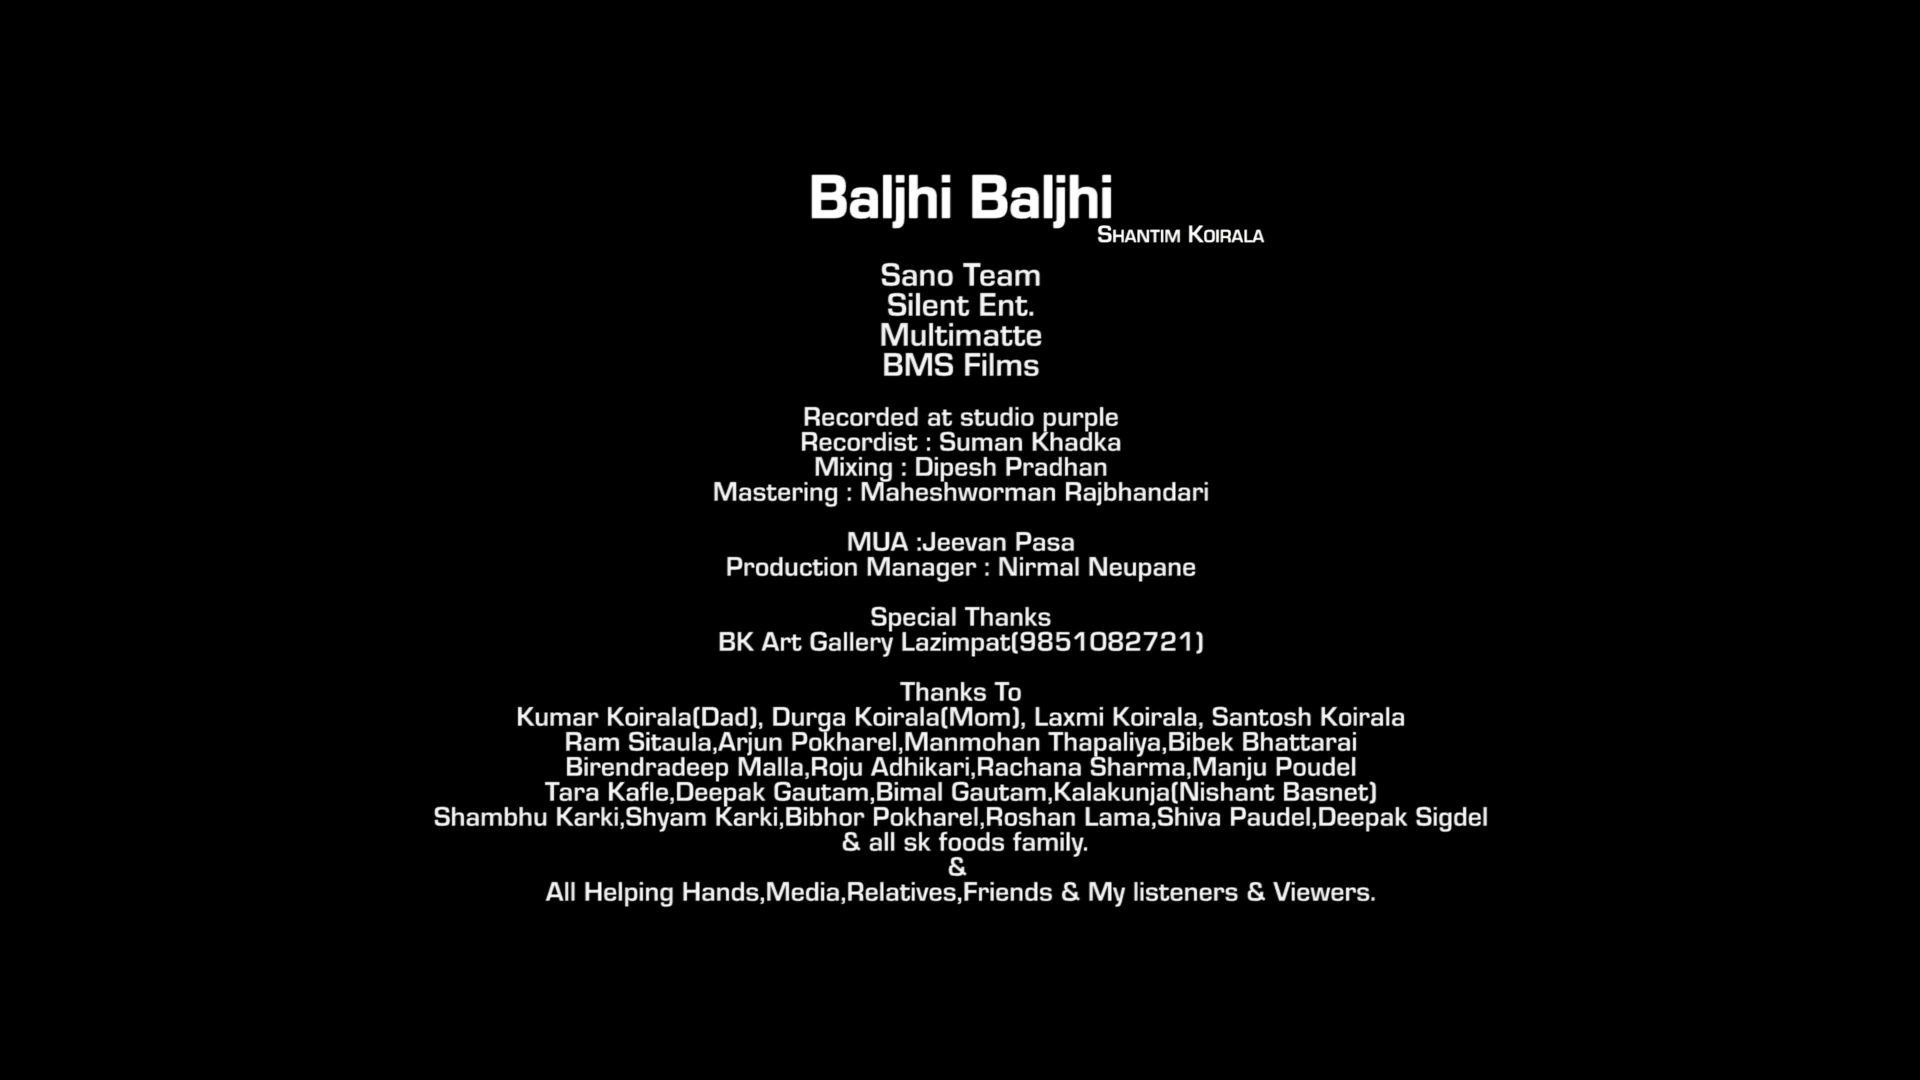 Baljhi Baljhi
Shantim Koirala
Sano Team
Silent Ent.
Multimatte
BMS Films
Recorded at studio purple
Recordist : Suman Khadka
Mixing : Dipesh Pradhan
Mastering : Maheshworman Rajbhandari
MUA :Jeevan Pasa
Production Manager : Nirmal Neupane
Special Thanks
BK Art Gallery Lazimpat(9851082721)
Thanks To
Kumar Koirala(Dad), Durga Koirala(Mom), Laxmi Koirala, Santosh Koirala
Ram Sitaula,Arjun Pokharel,Manmohan Thapaliya,Bibek Bhattarai
Birendradeep Malla,Roju Adhikari,Rachana Sharma,Manju Poudel
Tara Kafle,Deepak Gautam,Bimal Gautam,Kalakunja(Nishant Basnet)
Shambhu Karki,Shyam Karki,Bibhor Pokharel,Roshan Lama,Shiva Paudel,Deepak Sigdel
& all sk foods family.
&
All Helping Hands,Media,Relatives,Friends & My listeners & Viewers.